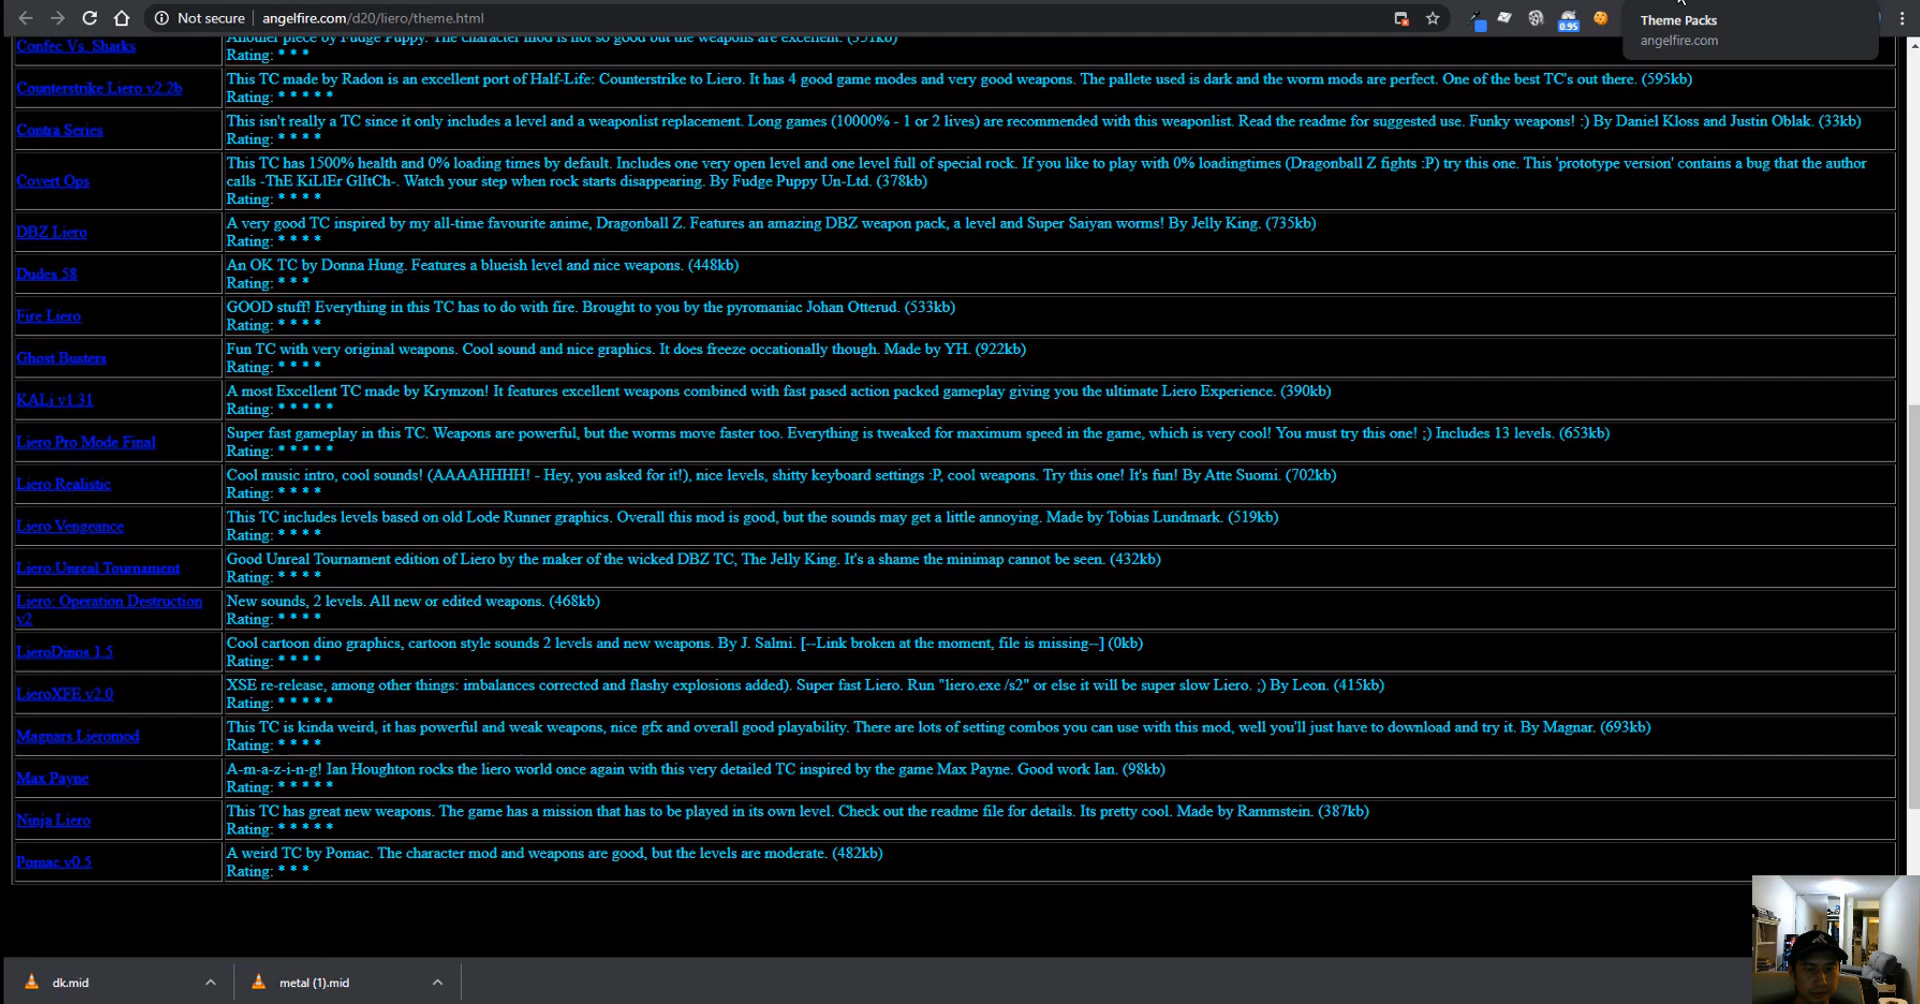 Not secure | angelfire.com/d20/liero/theme.html
0.95
Theme Packs
angelfire.com
Confec Vs. Sharks
Another piece by Fudge Puppy. The character mod is not so good but the weapons are excellent. (551kb)
Rating: * * *
Counterstrike Liero v2.2b
This TC made by Radon is an excellent port of Half-Life: Counterstrike to Liero. It has 4 good game modes and very good weapons. The pallete used is dark and the worm mods are perfect. One of the best TC's out there. (595kb)
Rating: * * * * *
Contra Series
This isn't really a TC since it only includes a level and a weaponlist replacement. Long games (10000% - 1 or 2 lives) are recommended with this weaponlist. Read the readme for suggested use. Funky weapons! :) By Daniel Kloss and Justin Oblak. (33kb)
Rating: * * * *
Covert Ops
This TC has 1500% health and 0% loading times by default. Includes one very open level and one level full of special rock. If you like to play with 0% loadingtimes (Dragonball Z fights :P) try this one. This 'prototype version' contains a bug that the author
calls -ThE KiLlEr GlItCh-. Watch your step when rock starts disappearing. By Fudge Puppy Un-Ltd. (378kb)
Rating: * * * *
DBZ Liero
A very good TC inspired by my all-time favourite anime, Dragonball Z. Features an amazing DBZ weapon pack, a level and Super Saiyan worms! By Jelly King. (735kb)
Rating: * * * *
Dudes 58
An OK TC by Donna Hung. Features a blueish level and nice weapons. (448kb)
Rating: * * *
Fire Liero
GOOD stuff! Everything in this TC has to do with fire. Brought to you by the pyromaniac Johan Otterud. (533kb)
Rating: * * * *
Ghost Busters
Fun TC with very original weapons. Cool sound and nice graphics. It does freeze occationally though. Made by YH. (922kb)
Rating: * * * *
KALi v1.31
A most Excellent TC made by Krymzon! It features excellent weapons combined with fast pased action packed gameplay giving you the ultimate Liero Experience. (390kb)
Rating: * * * * *
Liero Pro Mode Final
Super fast gameplay in this TC. Weapons are powerful, but the worms move faster too. Everything is tweaked for maximum speed in the game, which is very cool! You must try this one! ;) Includes 13 levels. (653kb)
Rating: * * * * *
Liero Realistic
Cool music intro, cool sounds! (AAAAHHHH! - Hey, you asked for it!), nice levels, shitty keyboard settings :P, cool weapons. Try this one! It's fun! By Atte Suomi. (702kb)
Rating: * * * *
Liero Vengeance
This TC includes levels based on old Lode Runner graphics. Overall this mod is good, but the sounds may get a little annoying. Made by Tobias Lundmark. (519kb)
Rating: * * * *
Liero:Unreal Tournament
Good Unreal Tournament edition of Liero by the maker of the wicked DBZ TC, The Jelly King. It's a shame the minimap cannot be seen. (432kb)
Rating: * * * *
Liero: Operation Destruction
v2
New sounds, 2 levels. All new or edited weapons. (468kb)
Rating: * * * *
LieroDinos 1.5
Cool cartoon dino graphics, cartoon style sounds 2 levels and new weapons. By J. Salmi. [--Link broken at the moment, file is missing--] (0kb)
Rating: * * * *
LieroXFE v2.0
XSE re-release, among other things: imbalances corrected and flashy explosions added). Super fast Liero. Run "liero.exe /s2" or else it will be super slow Liero. ;) By Leon. (415kb)
Rating: * * * * *
Magnars Lieromod
This TC is kinda weird, it has powerful and weak weapons, nice gfx and overall good playability. There are lots of setting combos you can use with this mod, well you'll just have to download and try it. By Magnar. (693kb)
Rating: * * * *
Max Payne
A-m-a-z-i-n-g! Ian Houghton rocks the liero world once again with this very detailed TC inspired by the game Max Payne. Good work Ian. (98kb)
Rating: * * * * *
Ninja Liero
This TC has great new weapons. The game has a mission that has to be played in its own level. Check out the readme file for details. Its pretty cool. Made by Rammstein. (387kb)
Rating: * * * * *
Pomac v0.5
A weird TC by Pomac. The character mod and weapons are good, but the levels are moderate. (482kb)
Rating: * * *
dk.mid
metal (1).mid